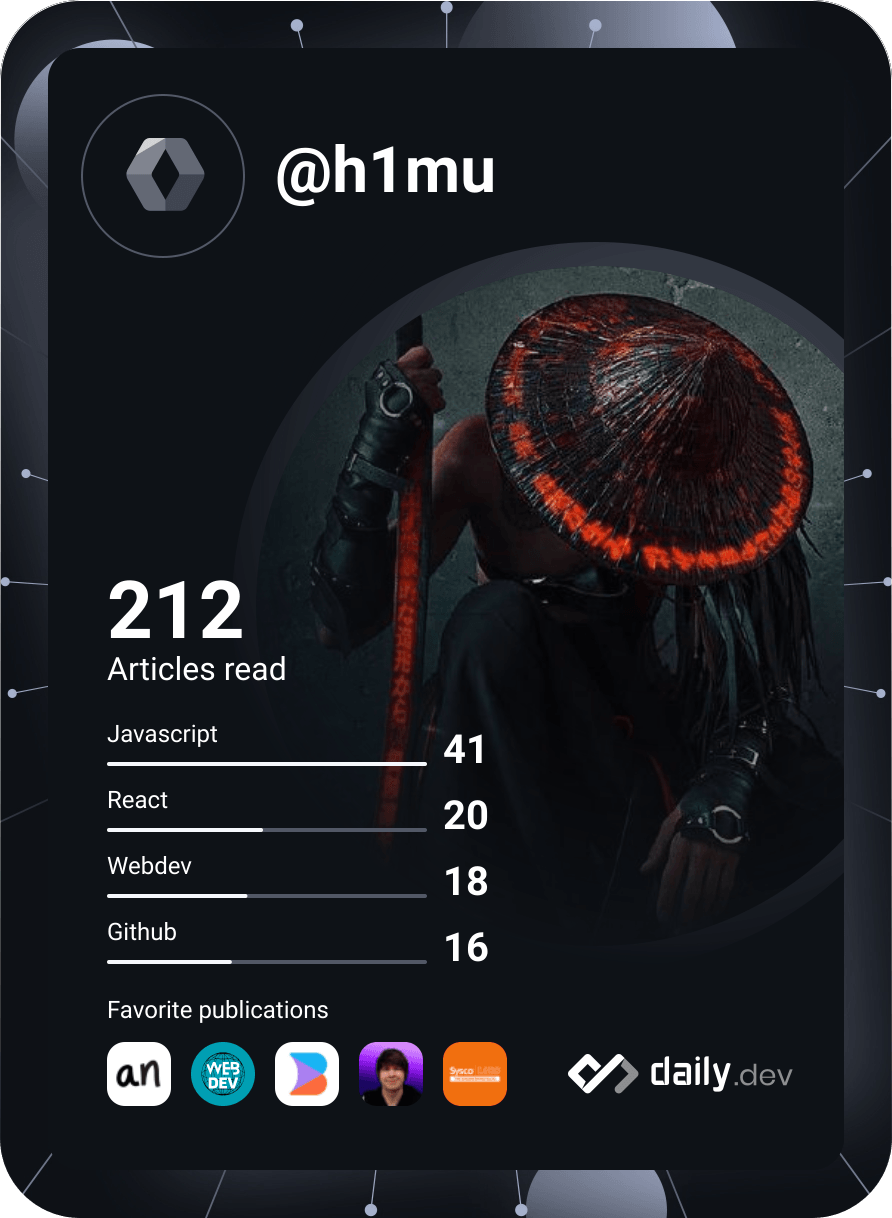 @h1mu
212
Articles read
Javascript
41
React
20
Webdev
18
Github
16
Favorite publications
an
WEB
DEV
Sysco
daily.dev